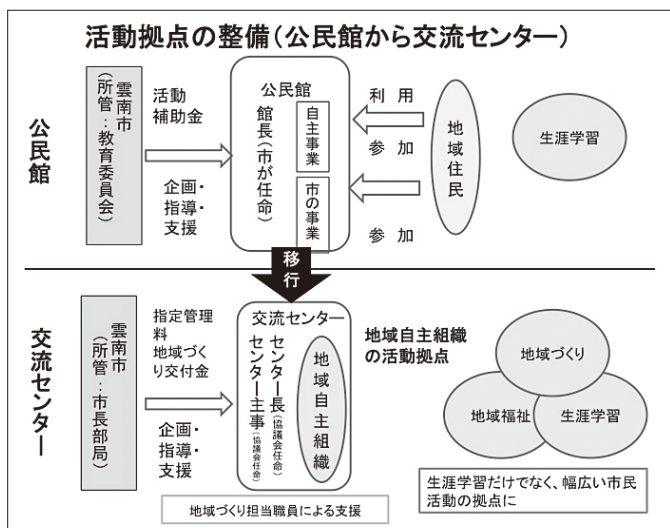 活動拠点の整備（公民館から交流センター）
公民館
雲南市
（所管：教育委員会）
活動
補助金
企画・
指導・
支援
公民館
館長（市が任命）
自主事業
市の事業
利 用
参 加
参 加
地域住民
生涯学習
移行
交流センター
雲南市
（所管：市長部局）
指定管理
料
地域づく
り交付金
企画・
指導・
支援
交流センター
センター長（協議会任命）
センター主事（協議会任命）
地域自主組織
地域自主組織
の活動拠点
地域づくり
地域福祉
生涯学習
生涯学習だけでなく、幅広い市民
活動の拠点に
地域づくり担当職員による支援